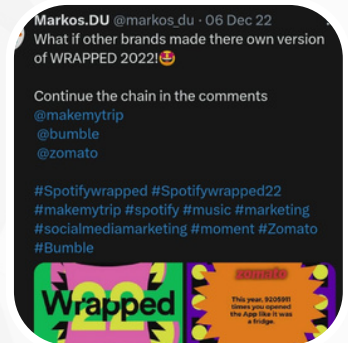 Markos.DU @markos_du · 06 Dec 22
What if other brands made there own version
of WRAPPED 2022!🤩
Continue the chain in the comments
@makemytrip
@bumble
@zomato
#Spotifywrapped #Spotifywrapped22
#makemytrip #spotify #music #marketing
#socialmediamarketing #moment #Zomato
#Bumble
22
Wrapped
zomato
This year, 9205911
times you opened
the App like it was
a fridge.